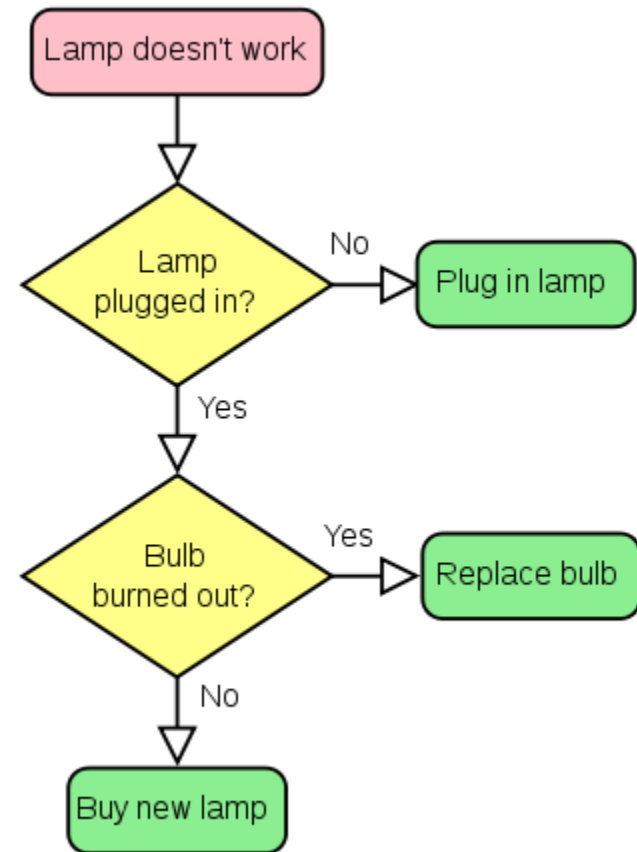 Lamp doesn't work
Lamp
plugged in?
No
Plug in lamp
Yes
Bulb
burned out?
Yes
Replace bulb
No
Buy new lamp